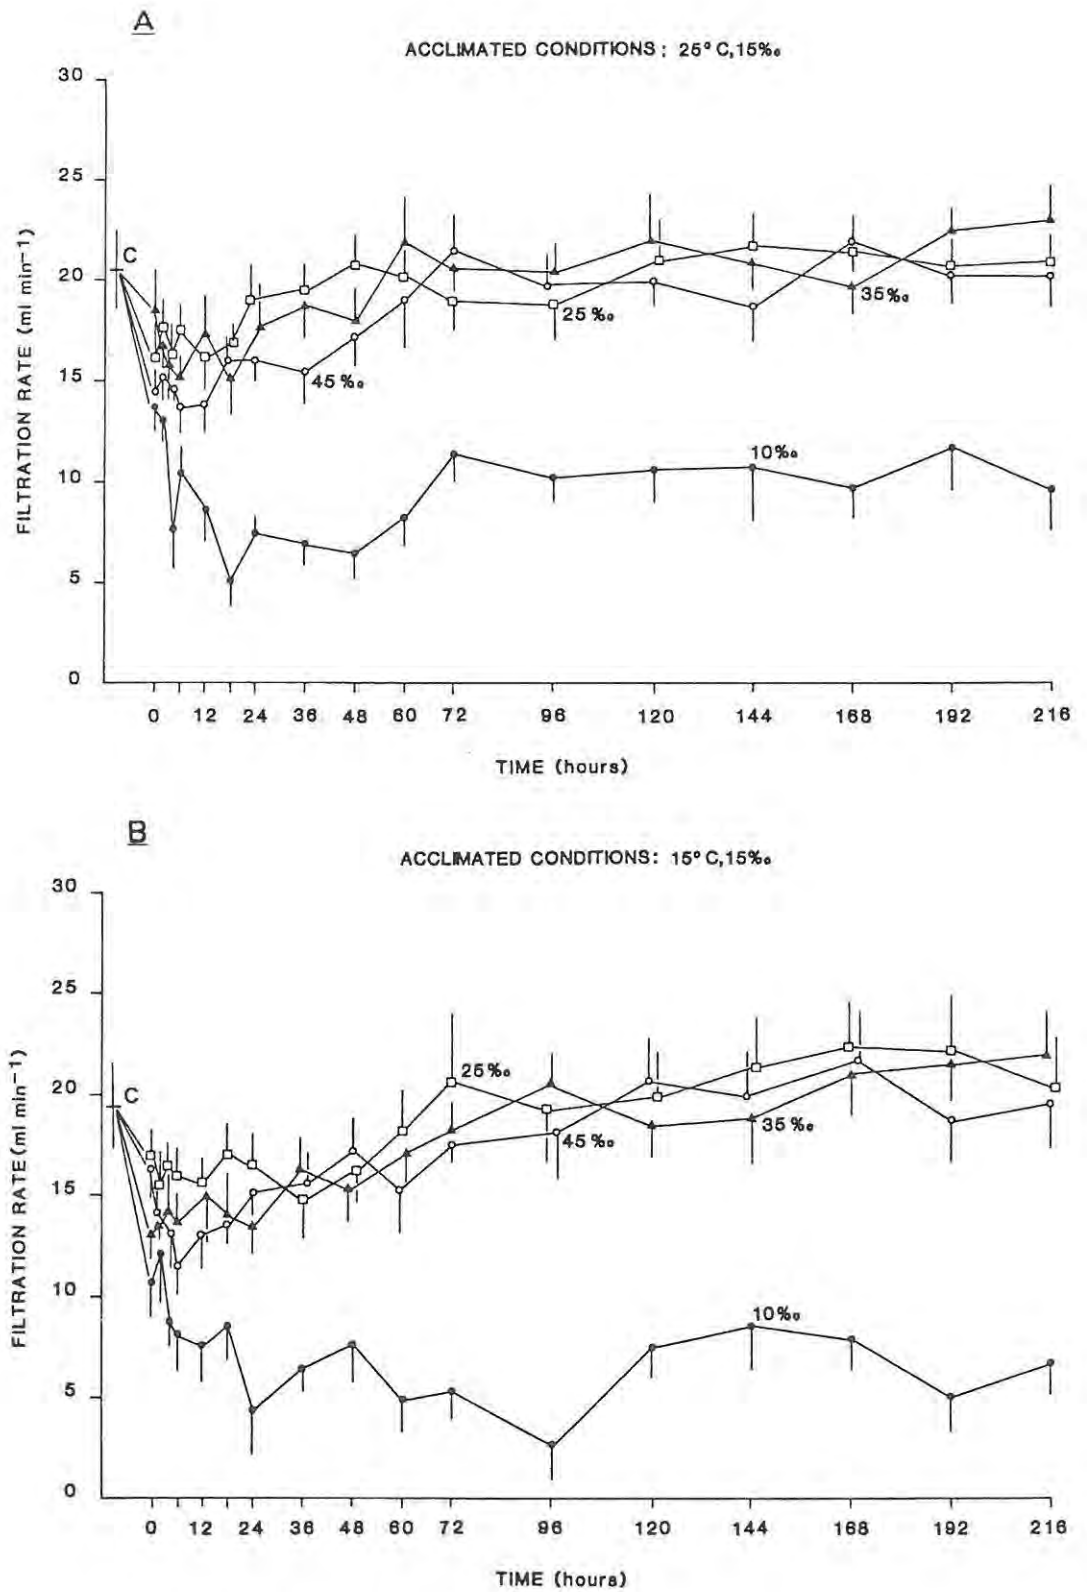 A
ACCLIMATED CONDITIONS: 25°C,15‰
30
25
20
15
10
5
0
FILTRATION RATE (ml min⁻¹)
C
45‰
25‰
35‰
10‰
0 12 24 36 48 60 72 96 120 144 168 192 216
TIME (hours)
B
ACCLIMATED CONDITIONS: 15°C,15‰
30
25
20
15
10
5
0
FILTRATION RATE (ml min⁻¹)
C
25‰
45‰
35‰
10‰
0 12 24 36 48 60 72 96 120 144 168 192 216
TIME (hours)